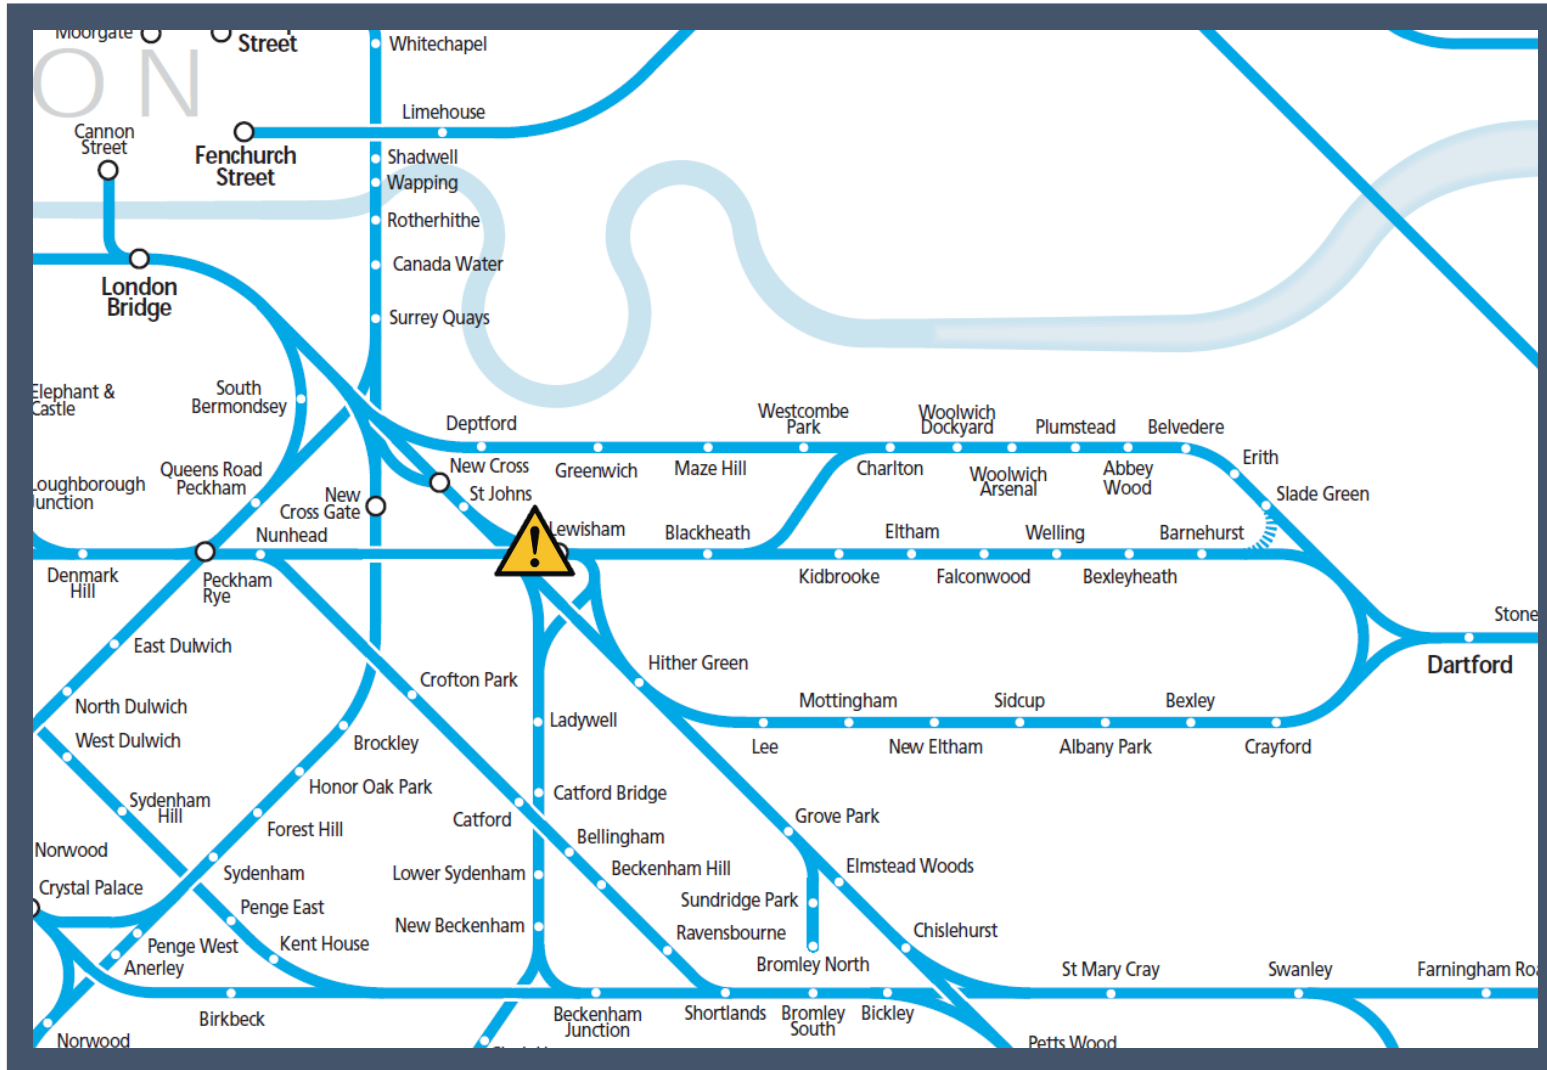 Moorgate
Street
ON
Whitechapel
Limehouse
Cannon
Street
Fenchurch
Street
Shadwell
Wapping
Rotherhithe
Canada Water
London
Bridge
Surrey Quays
Elephant &
Castle
South
Bermondsey
Deptford
Westcombe
Park
Woolwich
Dockyard
Plumstead
Belvedere
Erith
Queens Road
Peckham
New Cross
Greenwich
Maze Hill
Charlton
Woolwich
Arsenal
Abbey
Wood
Slade Green
Loughborough
Junction
New
Cross Gate
St Johns
Nunhead
Lewisham
Blackheath
Eltham
Welling
Barnehurst
Denmark
Hill
Peckham
Rye
Kidbrooke
Falconwood
Bexleyheath
Stone
Dartford
East Dulwich
Hither Green
Crofton Park
North Dulwich
West Dulwich
Brockley
Ladywell
Mottingham
Sidcup
Bexley
Lee
New Eltham
Albany Park
Crayford
Honor Oak Park
Catford Bridge
Sydenham
Hill
Forest Hill
Catford
Bellingham
Grove Park
Norwood
Sydenham
Lower Sydenham
Beckenham Hill
Elmstead Woods
Crystal Palace
Penge East
Sundridge Park
New Beckenham
Ravensbourne
Chislehurst
Penge West
Kent House
Anerley
Bromley North
St Mary Cray
Swanley
Farningham Roa
Birkbeck
Beckenham
Junction
Shortlands
Bromley
South
Bickley
Norwood
Petts Wood